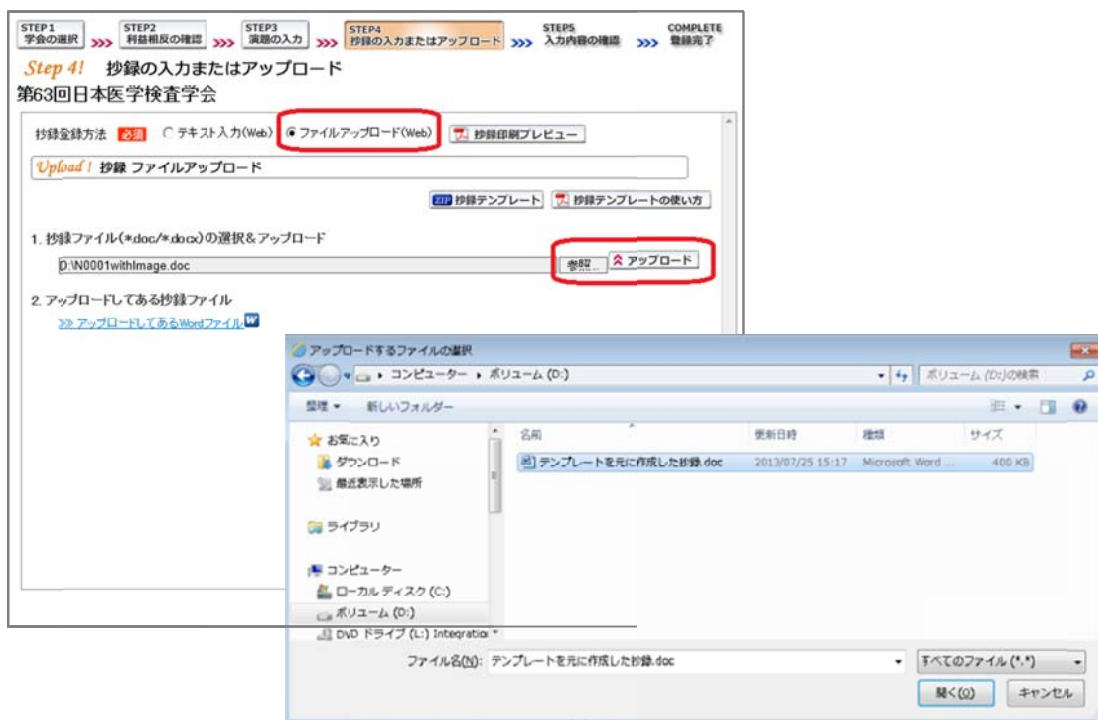 STEP1 STEP2 STEP3 STEP4 STEP5 COMPLETE
学会の選択 >>> 利益相反の確認 >>> 演題の入力 >>> 抄録の入力またはアップロード >>> 入力内容の確認 >>> 登録完了
Step 4! 抄録の入力またはアップロード
第63回日本医学検査学会
抄録登録方法 必須 テキスト入力(Web) ファイルアップロード(Web) 抄録印刷プレビュー
Upload! 抄録 ファイルアップロード
ZIP 抄録テンプレート 抄録テンプレートの使い方
1. 抄録ファイル(*.doc/*.docx)の選択&アップロード
D:\N0001withImage.doc 参照... アップロード
2. アップロードしてある抄録ファイル
>> アップロードしてあるWordファイル W
アップロードするファイルの選択
コンピューター ボリューム (D:) ボリューム (D:)の検索
整理 新しいフォルダー
お気に入り 名前 更新日時 種類 サイズ
ダウンロード テンプレートを元に作成した抄録.doc 2013/07/25 15:17 Microsoft Word ... 400 KB
最近表示した場所
ライブラリ
コンピューター
ローカル ディスク (C:)
ボリューム (D:)
DVD ドライブ (L:) Integration
ファイル名(N): テンプレートを元に作成した抄録.doc すべてのファイル (*.*)
開く(O) キャンセル